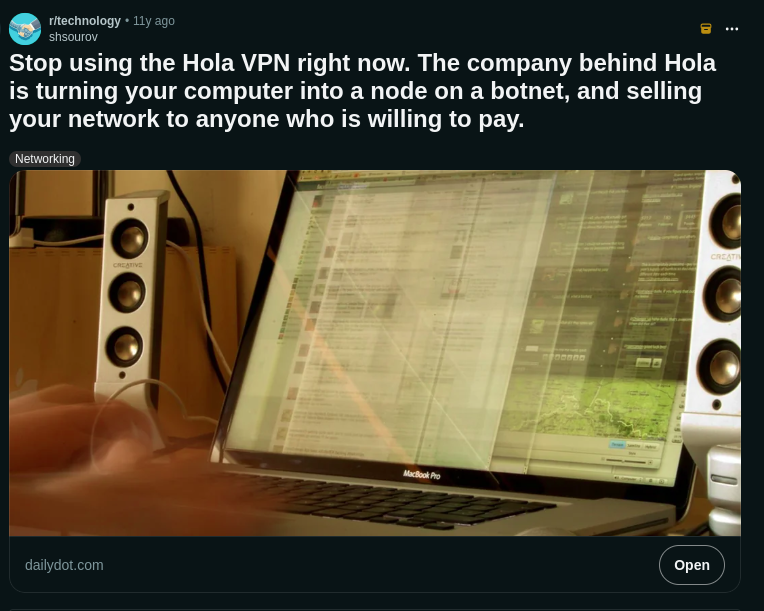 r/technology • 11y ago
shsourov
Stop using the Hola VPN right now. The company behind Hola
is turning your computer into a node on a botnet, and selling
your network to anyone who is willing to pay.
Networking
CREATIVE
MacBook Pro
dailydot.com
Open